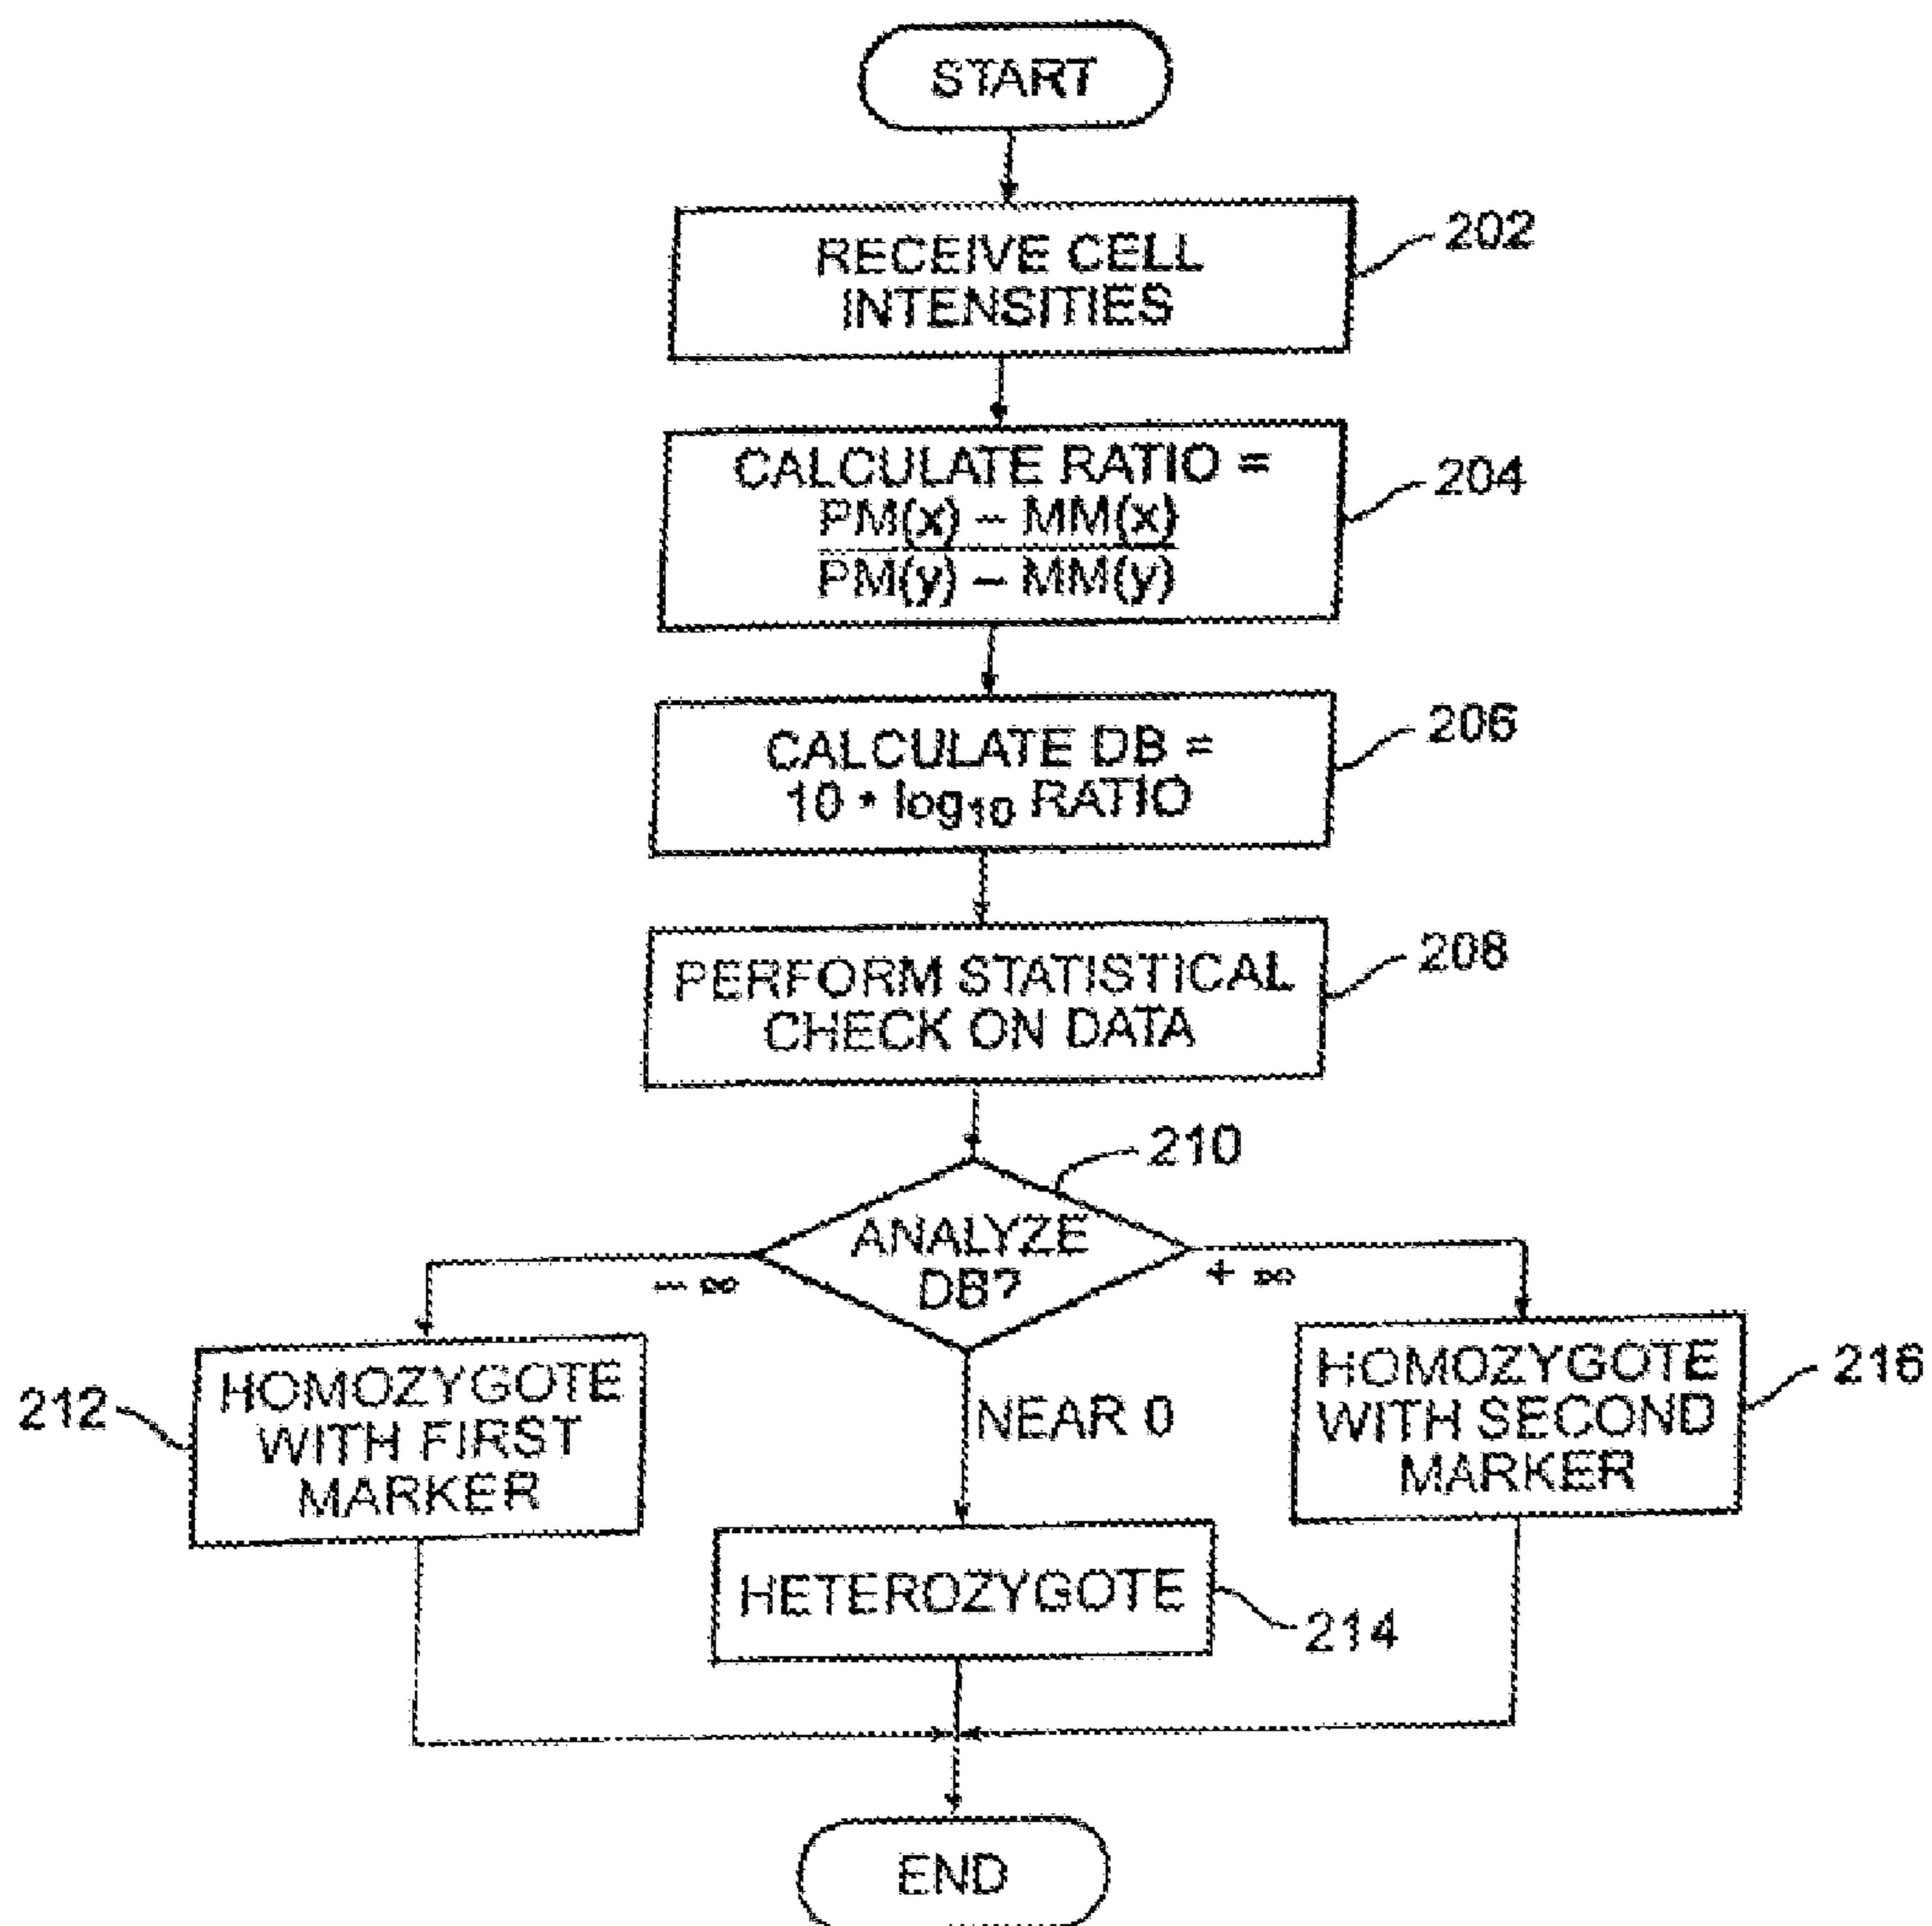 START
RECEIVE CELL
INTENSITIES
202
CALCULATE RATIO =
PM(x) – MM(x)
PM(y) – MM(y)
204
CALCULATE DB =
10 • log₁₀ RATIO
206
PERFORM STATISTICAL
CHECK ON DATA
208
210
ANALYZE
DB?
– ∞
+ ∞
NEAR 0
212
HOMOZYGOTE
WITH FIRST
MARKER
HOMOZYGOTE
WITH SECOND
MARKER
216
HETEROZYGOTE
214
END